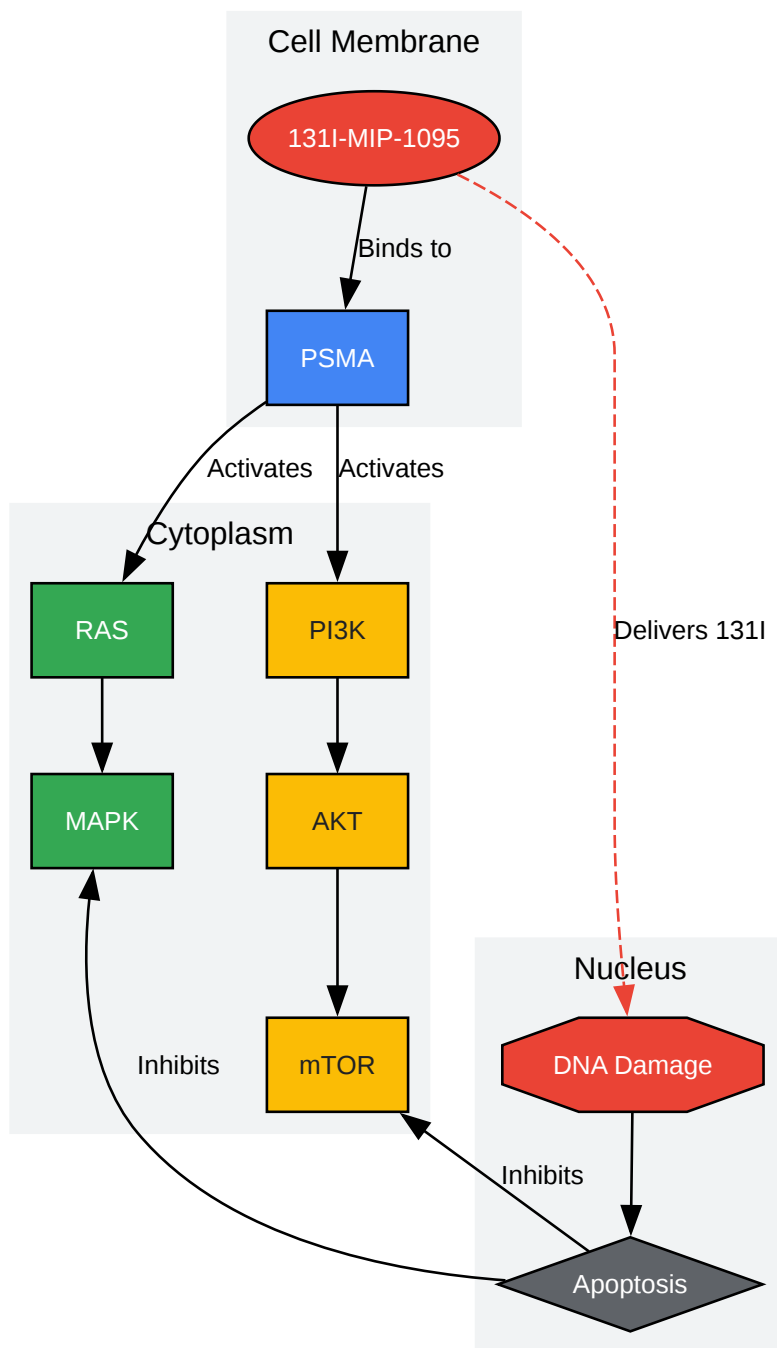 Cell Membrane
131I-MIP-1095
Binds to
PSMA
Activates
Activates
Cytoplasm
RAS
PI3K
Delivers 131I
MAPK
AKT
Nucleus
Inhibits
mTOR
DNA Damage
Inhibits
Apoptosis